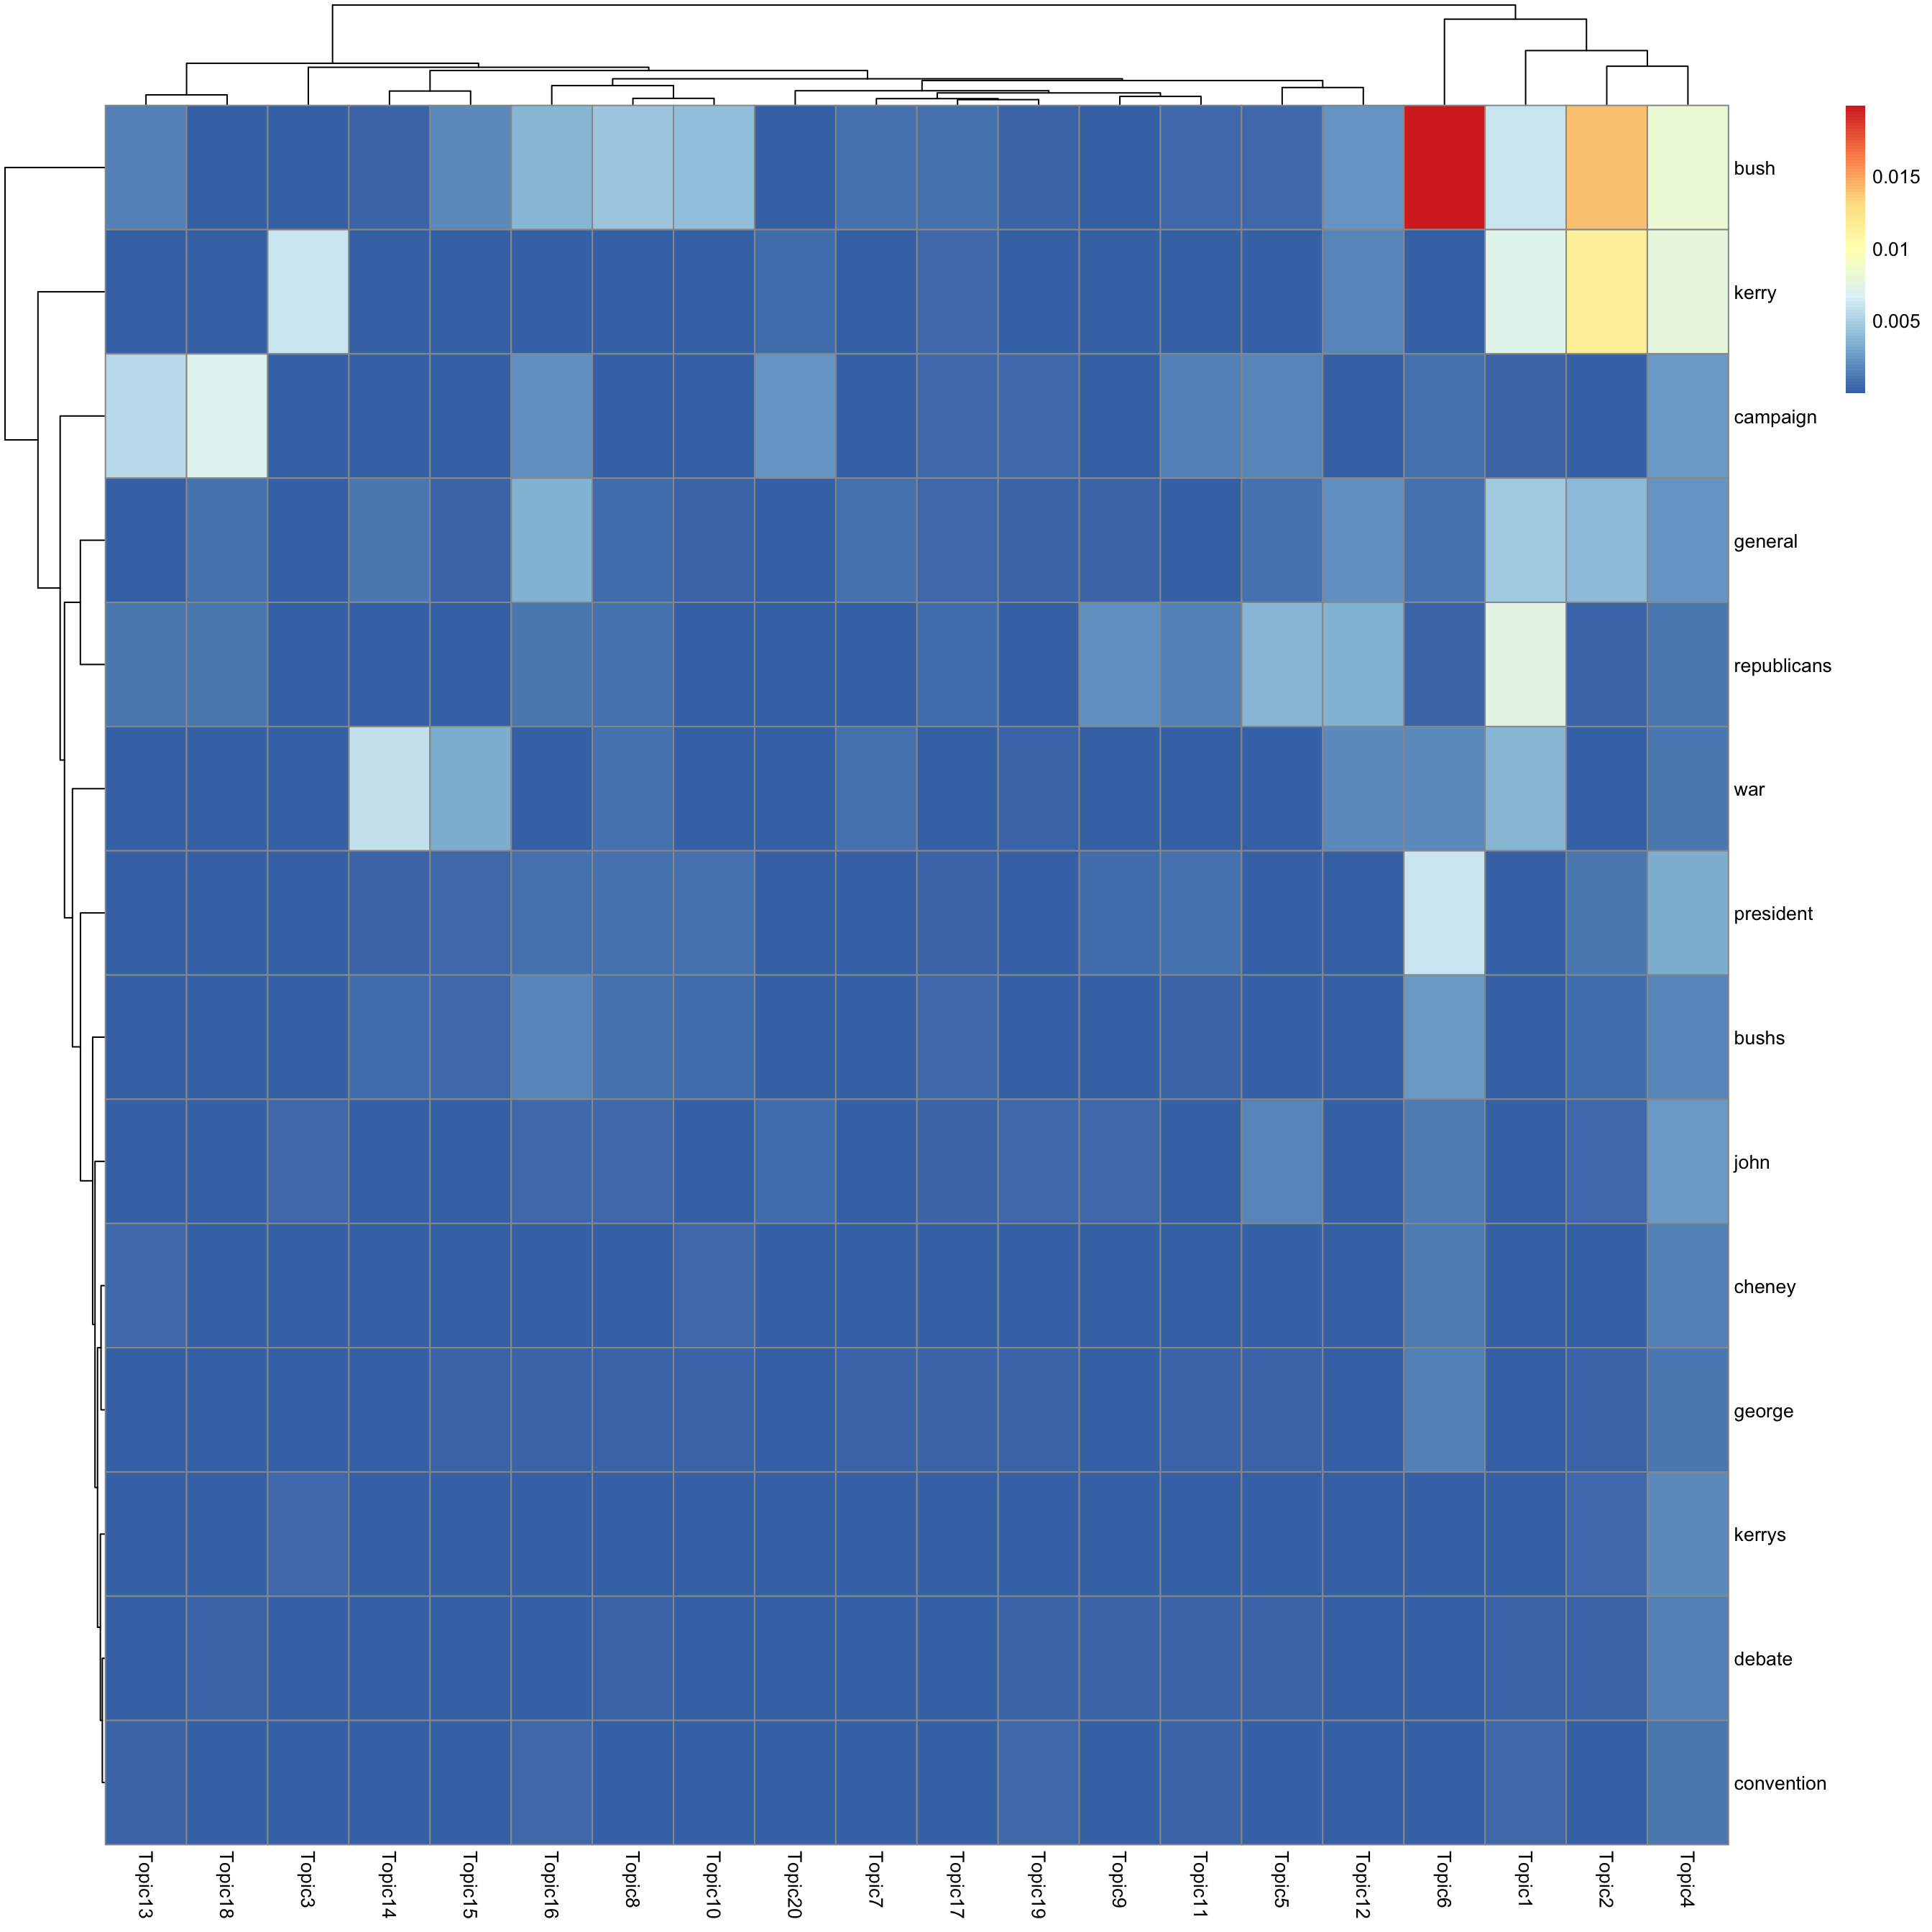 bush
kerry
campaign
general
republicans
war
president
bushs
john
cheney
george
kerrys
debate
convention
0.015
0.01
0.005
Topic13
Topic18
Topic3
Topic14
Topic15
Topic16
Topic8
Topic10
Topic20
Topic7
Topic17
Topic19
Topic9
Topic11
Topic5
Topic12
Topic6
Topic1
Topic2
Topic4